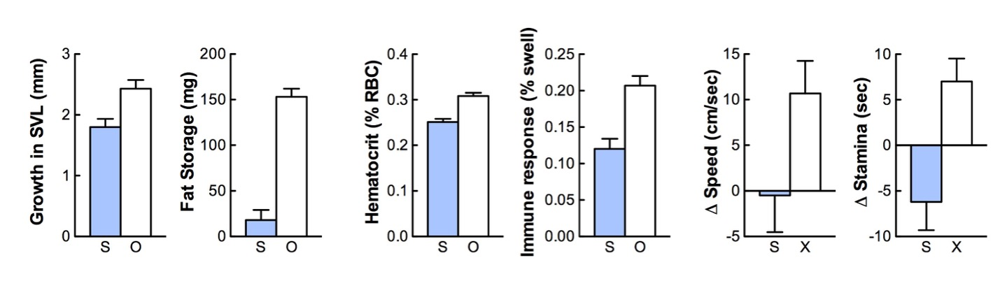 Growth in SVL (mm)
3
2
1
0
S O
Fat Storage (mg)
200
150
100
50
0
S O
Hematocrit (% RBC)
0.4
0.3
0.2
0.1
0.0
S O
Immune response (% swell)
0.25
0.20
0.15
0.10
0.05
0.00
S O
Δ Speed (cm/sec)
15
10
5
0
-5
S X
Δ Stamina (sec)
10
5
0
-5
-10
S X